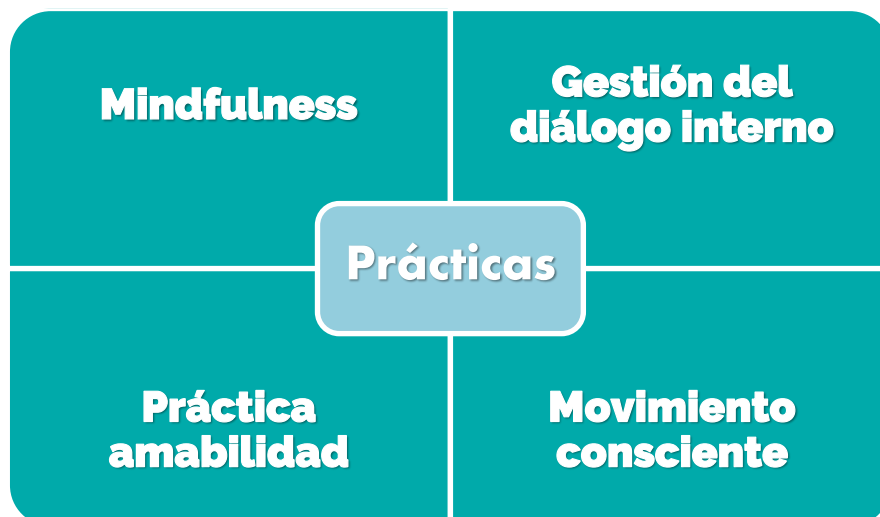 Mindfulness
Gestión del
diálogo interno
Prácticas
Práctica
amabilidad
Movimiento
consciente